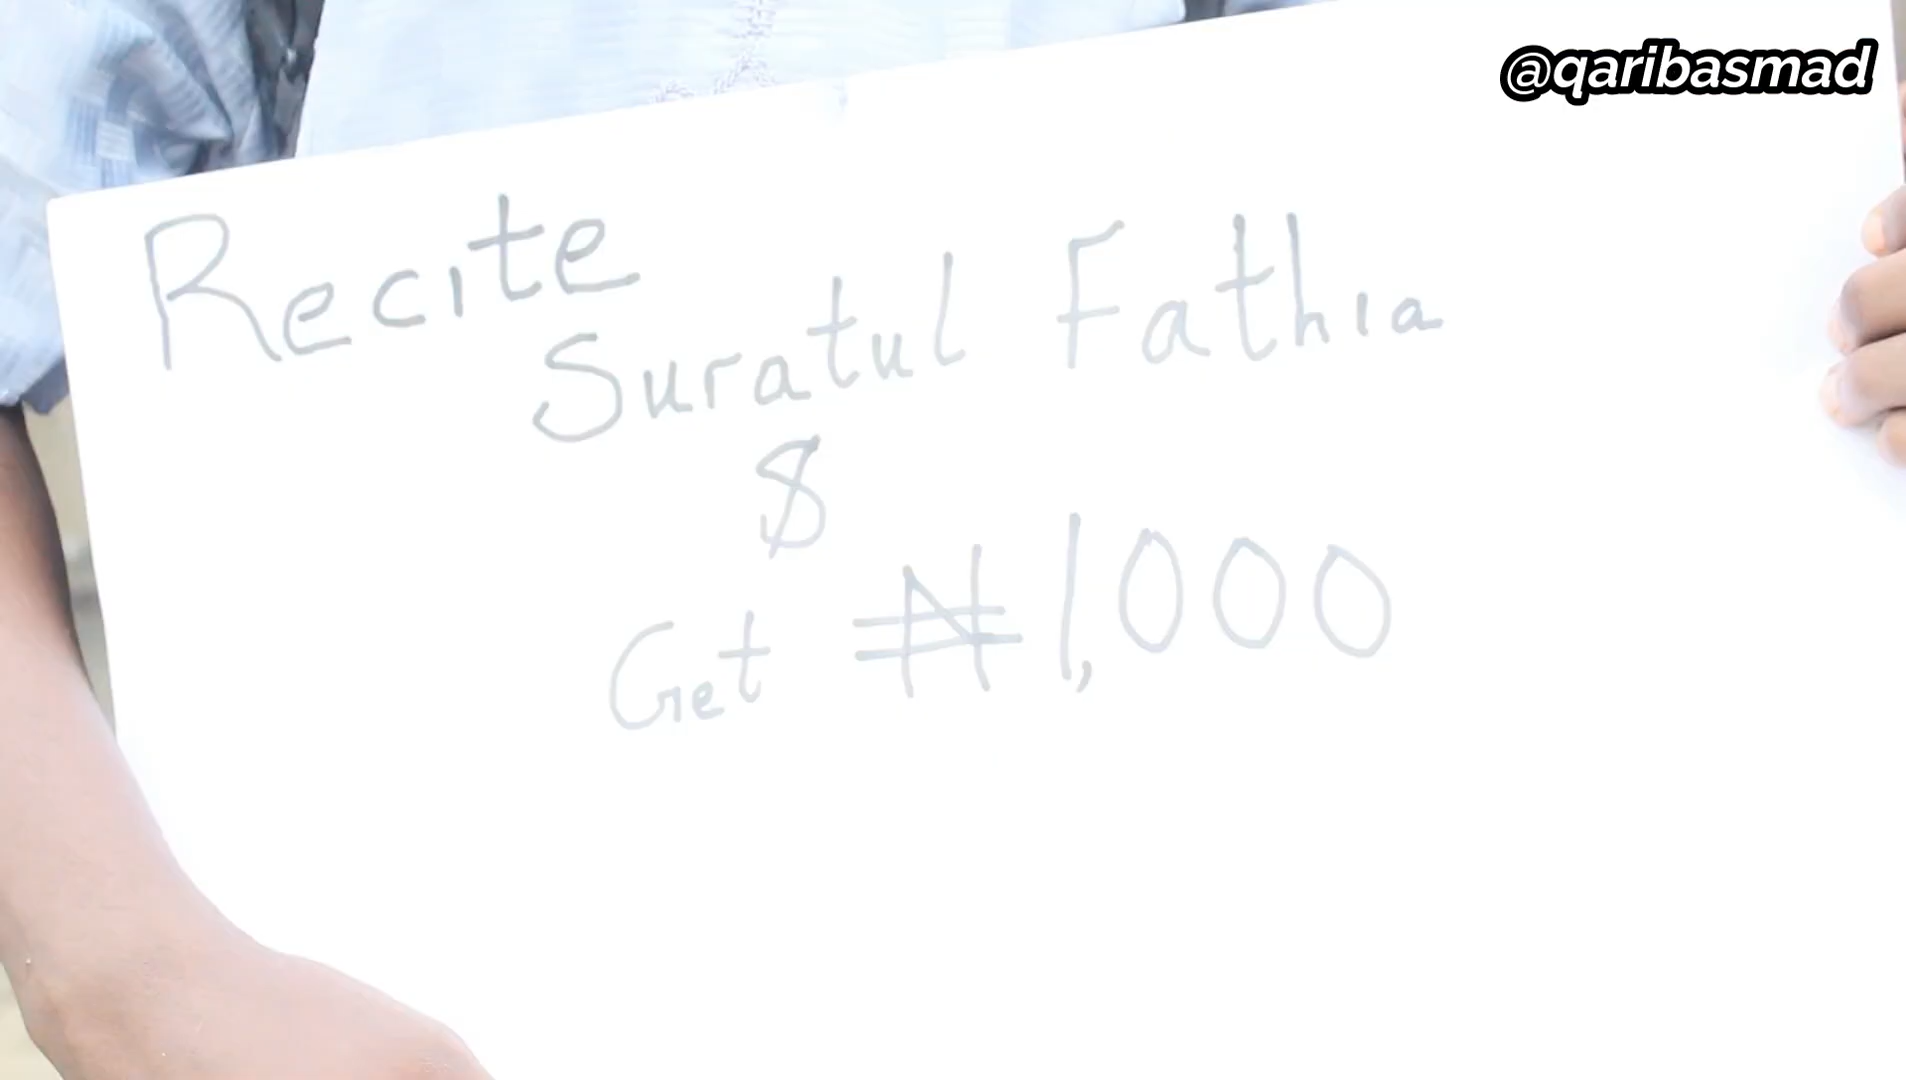 @qaribasmad
Recite
Suratul Fathia
&
Get ₦1,000